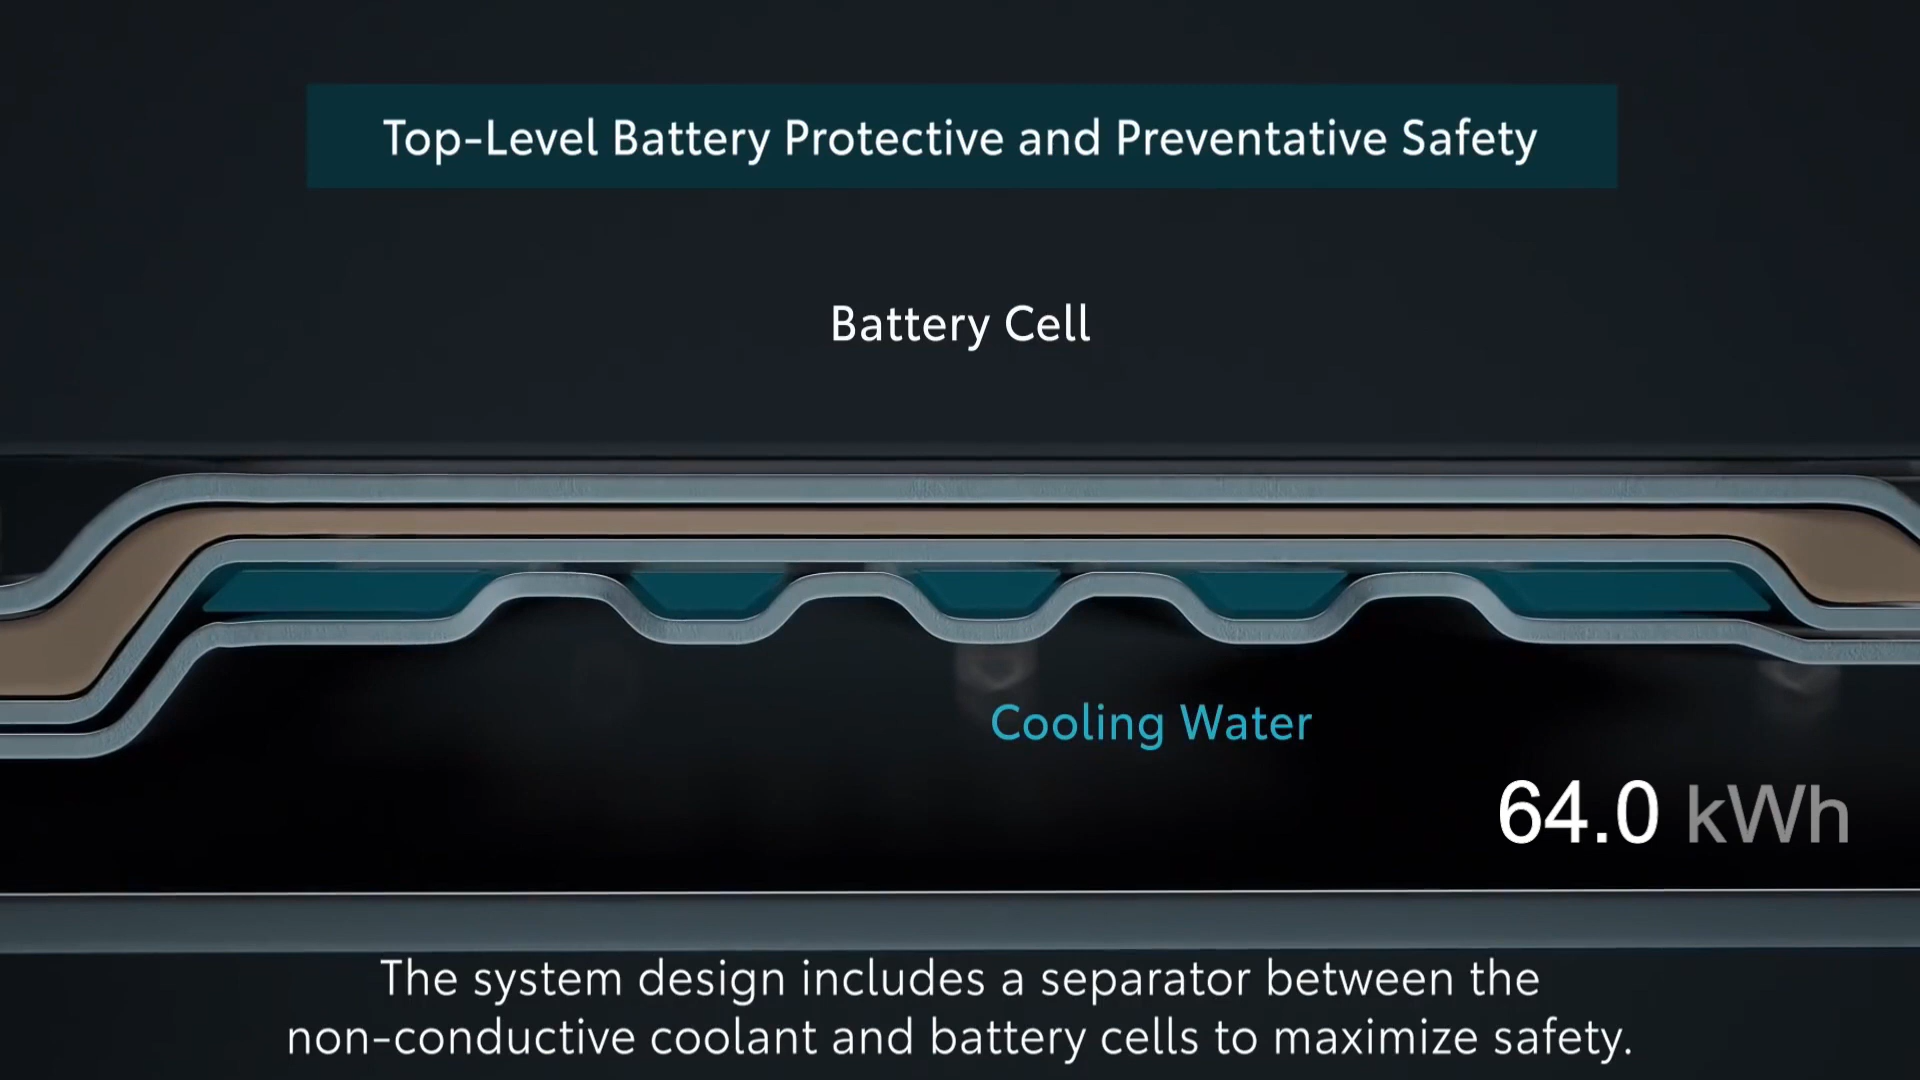 Top-Level Battery Protective and Preventative Safety
Battery Cell
Cooling Water
64.0 kWh
The system design includes a separator between the
non-conductive coolant and battery cells to maximize safety.